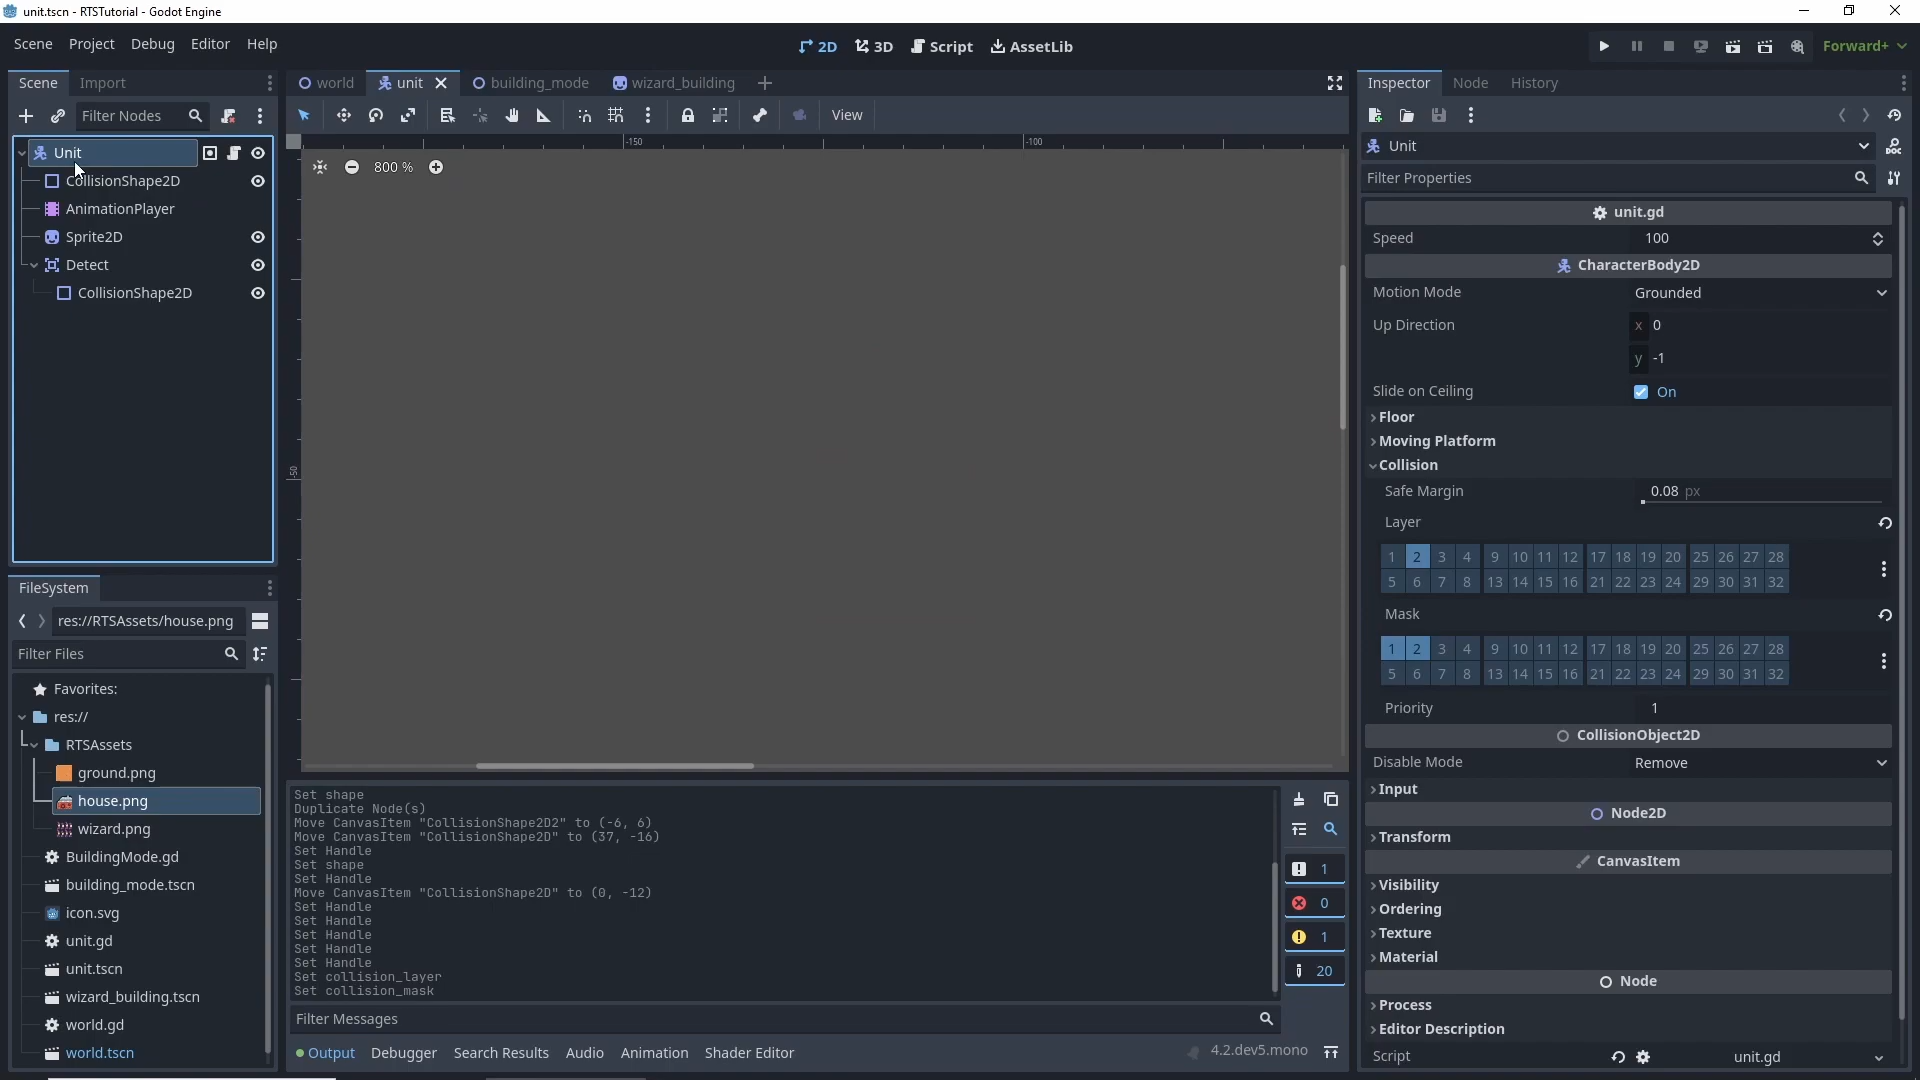 unit.tscn - RTSTutorial - Godot Engine
Scene Project Debug Editor Help
2D 3D Script AssetLib
Forward+
Scene Import
world unit building_mode wizard_building
Inspector Node History
Filter Nodes
View
Unit
CollisionShape2D
AnimationPlayer
Sprite2D
Detect
CollisionShape2D
-150 -100
-50
800 %
Unit
Filter Properties
unit.gd
Speed 100
CharacterBody2D
Motion Mode Grounded
Up Direction x 0
y -1
Slide on Ceiling On
Floor
Moving Platform
Collision
Safe Margin 0.08 px
Layer
1 2 3 4 9 10 11 12 17 18 19 20 25 26 27 28
5 6 7 8 13 14 15 16 21 22 23 24 29 30 31 32
Mask
1 2 3 4 9 10 11 12 17 18 19 20 25 26 27 28
5 6 7 8 13 14 15 16 21 22 23 24 29 30 31 32
Priority 1
CollisionObject2D
Disable Mode Remove
Input
Node2D
Transform
CanvasItem
Visibility
Ordering
Texture
Material
Node
Process
Editor Description
Script unit.gd
FileSystem
res://RTSAssets/house.png
Filter Files
Favorites:
res://
RTSAssets
ground.png
house.png
wizard.png
BuildingMode.gd
building_mode.tscn
icon.svg
unit.gd
unit.tscn
wizard_building.tscn
world.gd
world.tscn
Set shape
Duplicate Node(s)
Move CanvasItem "CollisionShape2D2" to (-6, 6)
Move CanvasItem "CollisionShape2D" to (37, -16)
Set Handle
Set shape
Set Handle
Move CanvasItem "CollisionShape2D" to (0, -12)
Set Handle
Set Handle
Set Handle
Set Handle
Set Handle
Set collision_layer
Set collision_mask
1
0
1
20
Filter Messages
Output Debugger Search Results Audio Animation Shader Editor
4.2.dev5.mono